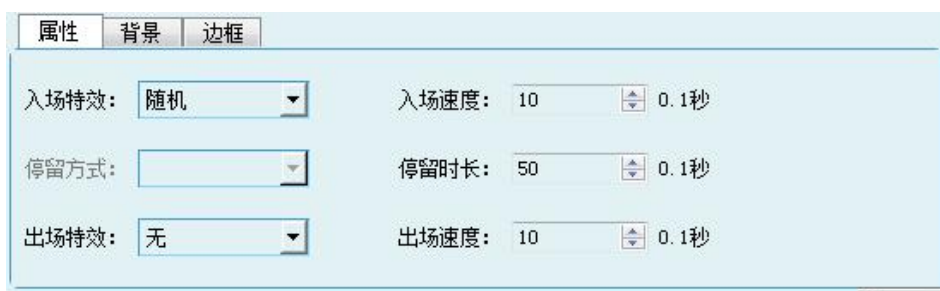 属性 背景 边框
入场特效: 随机 入场速度: 10 0.1秒
停留方式: 停留时长: 50 0.1秒
出场特效: 无 出场速度: 10 0.1秒